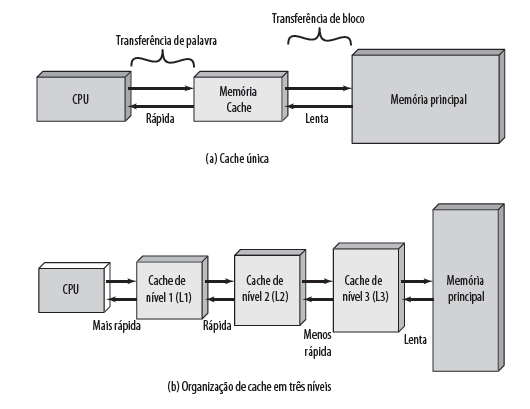 Transferência de bloco
Transferência de palavra
CPU
Memória
Cache
Memória principal
Rápida
Lenta
(a) Cache única
CPU
Cache de
nível 1 (L1)
Cache de
nível 2 (L2)
Cache de
nível 3 (L3)
Memória
principal
Mais rápida
Rápida
Menos
rápida
Lenta
(b) Organização de cache em três níveis